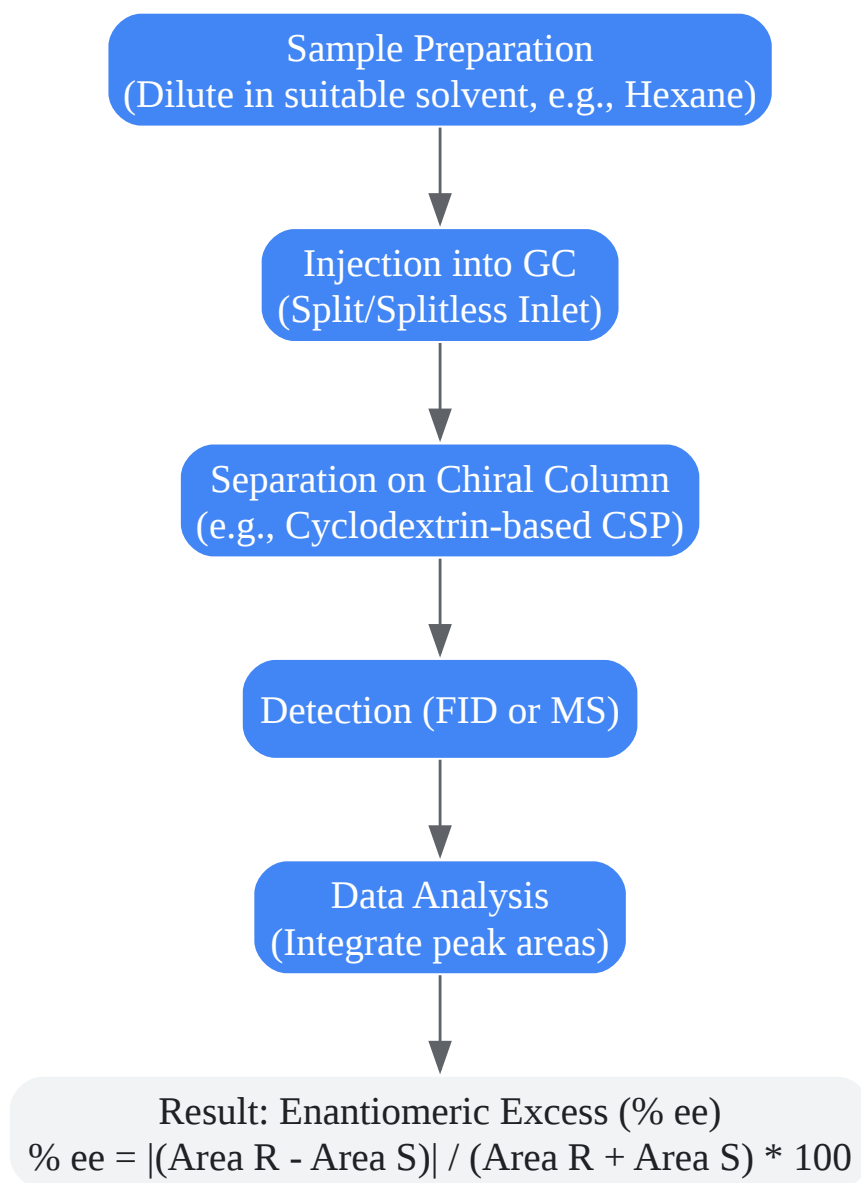 Sample Preparation
(Dilute in suitable solvent, e.g., Hexane)
Injection into GC
(Split/Splitless Inlet)
Separation on Chiral Column
(e.g., Cyclodextrin-based CSP)
Detection (FID or MS)
Data Analysis
(Integrate peak areas)
Result: Enantiomeric Excess (% ee)
% ee = |(Area R - Area S)| / (Area R + Area S) * 100